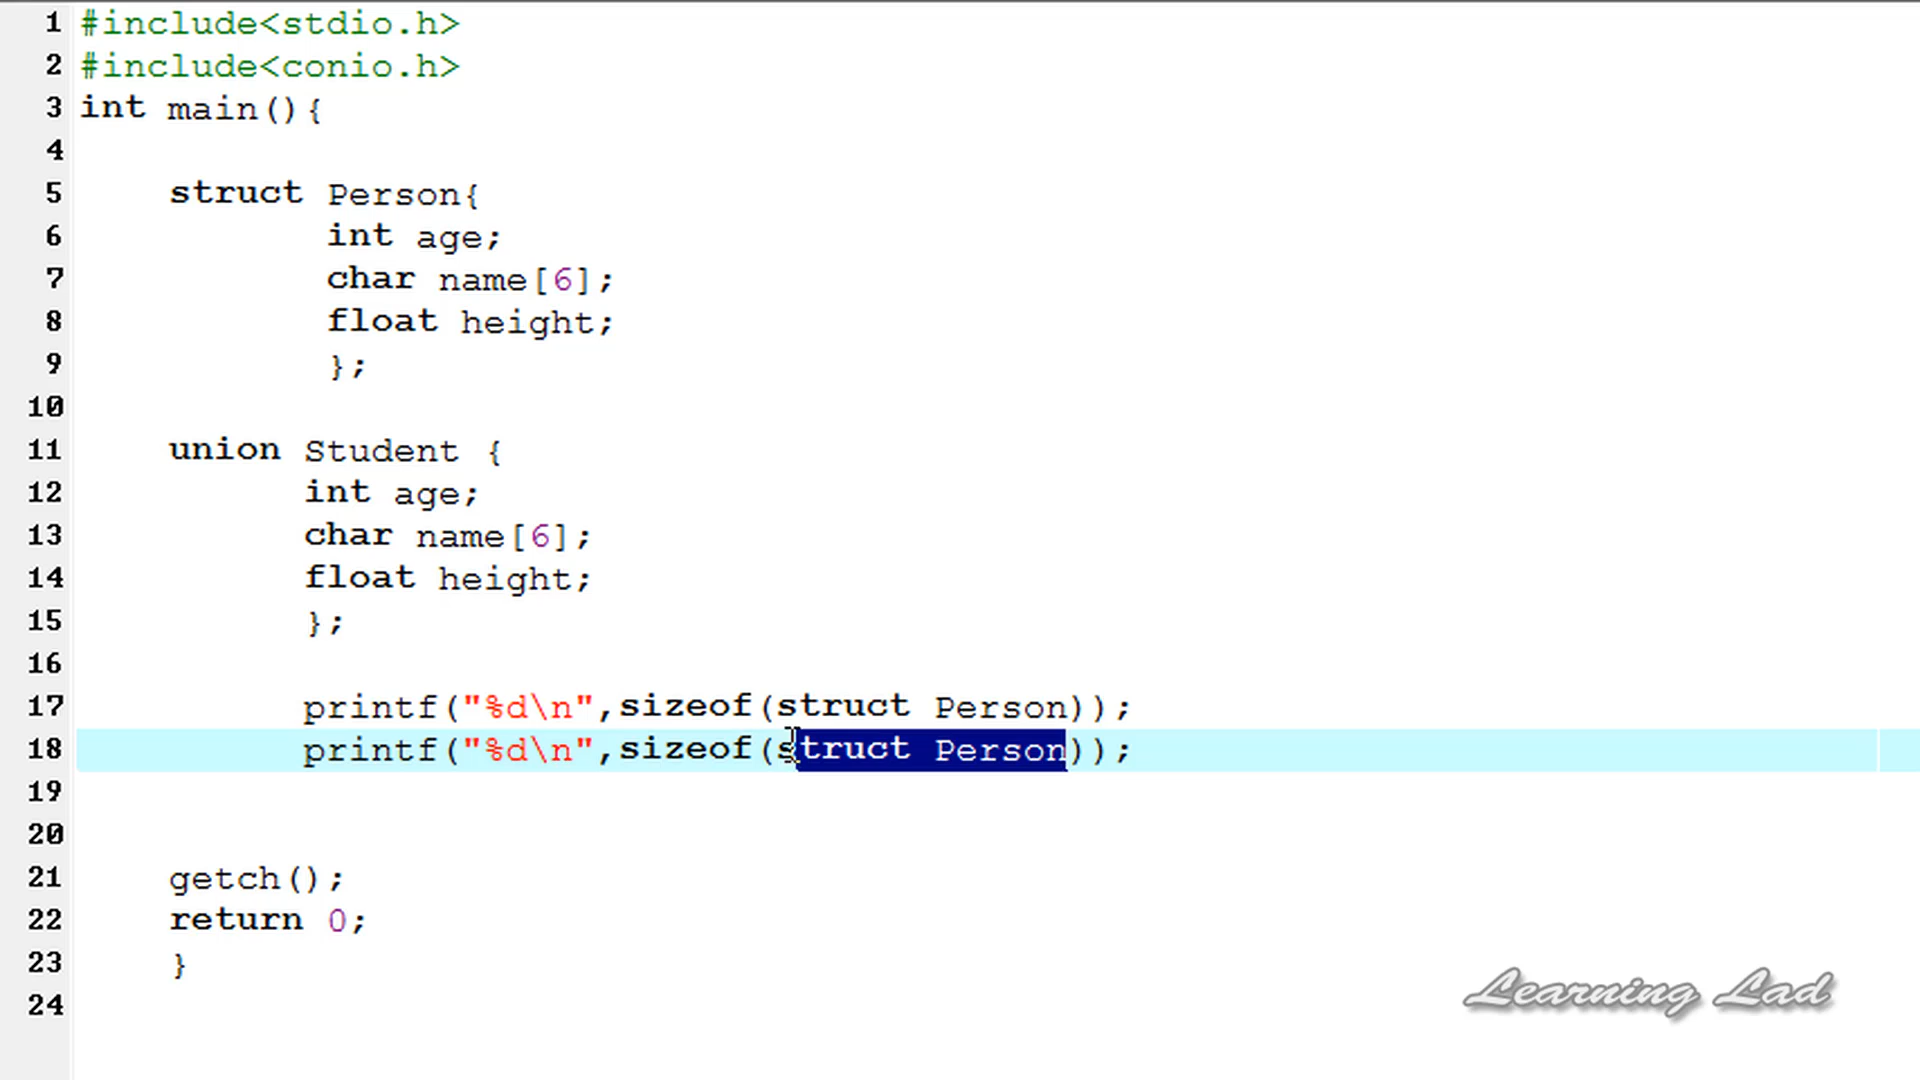 1 #include<stdio.h>
2 #include<conio.h>
3 int main(){
4
5 struct Person{
6 int age;
7 char name[6];
8 float height;
9 };
10
11 union Student {
12 int age;
13 char name[6];
14 float height;
15 };
16
17 printf("%d\n",sizeof(struct Person));
18 printf("%d\n",sizeof(struct Person));
19
20
21 getch();
22 return 0;
23 }
24
Learning Lad